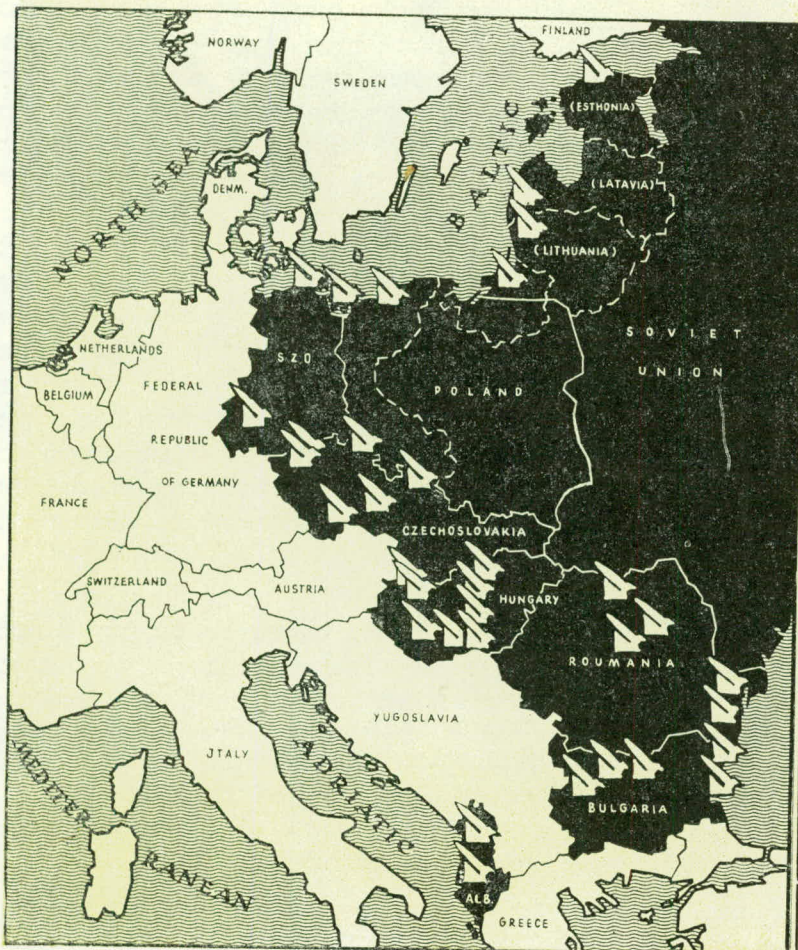 NORWAY
FINLAND
SWEDEN
(ESTHONIA)
BALTIC
NORTH SEA
DENM.
(LATAVIA)
(LITHUANIA)
SOVIET
UNION
NETHERLANDS
SZO
BELGIUM
FEDERAL
REPUBLIC
OF GERMANY
POLAND
FRANCE
CZECHOSLOVAKIA
SWITZERLAND
AUSTRIA
HUNGARY
ROUMANIA
YUGOSLAVIA
JTALY
ADRIATIC
MEDITER
RANEAN
BULGARIA
ALB.
GREECE